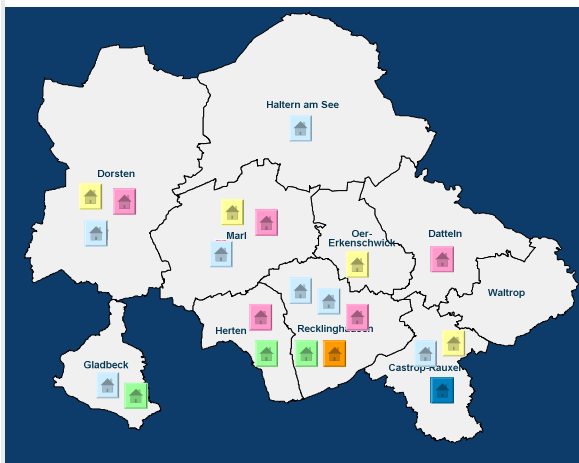 Haltern am See
Dorsten
Marl
Oer-
Erkenschwick
Datteln
Waltrop
Herten
Recklinghausen
Gladbeck
Castrop-Rauxel